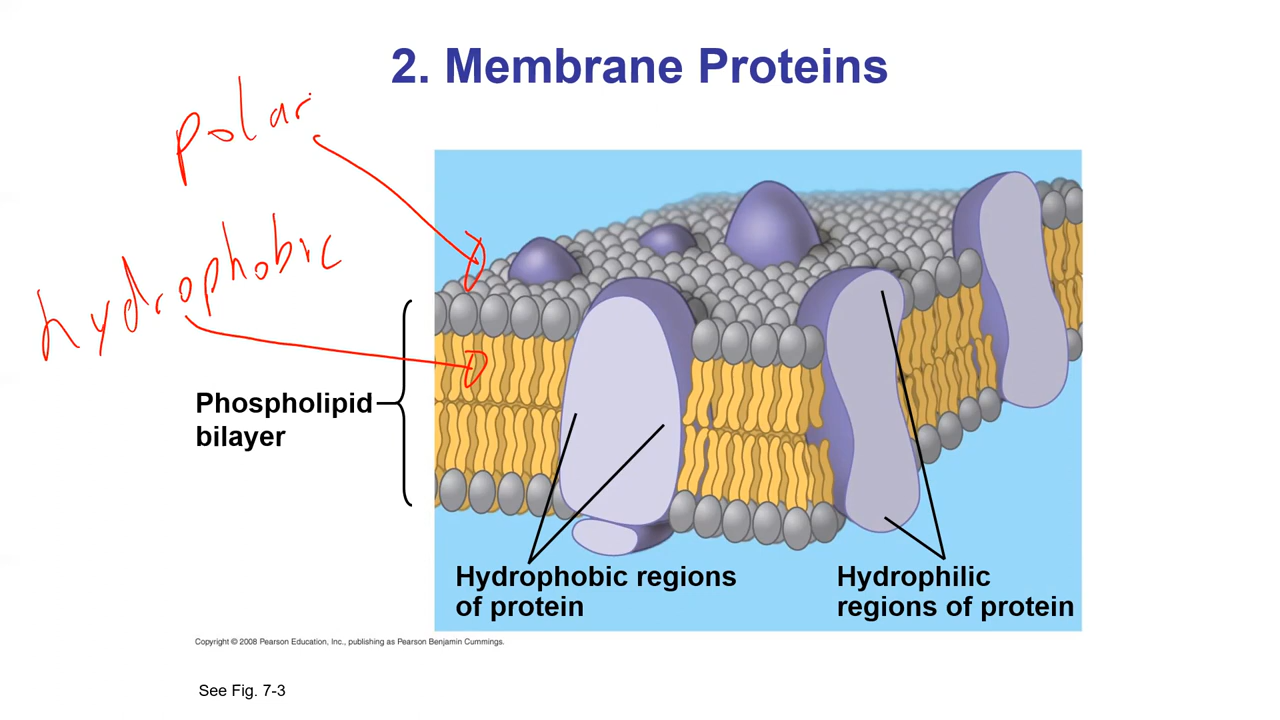 2. Membrane Proteins
polar
hydrophobic
Phospholipid
bilayer
Hydrophobic regions
of protein
Hydrophilic
regions of protein
Copyright © 2008 Pearson Education, Inc., publishing as Pearson Benjamin Cummings.
See Fig. 7-3